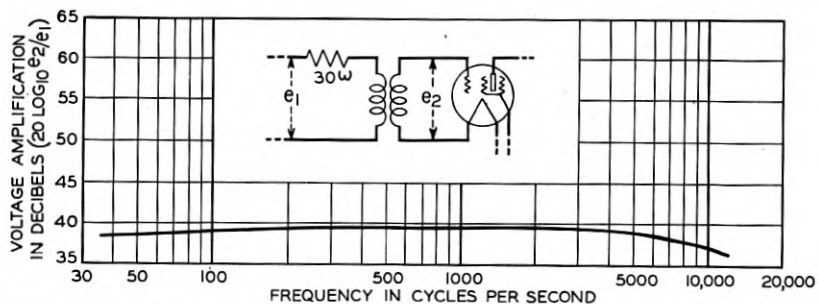 VOLTAGE AMPLIFICATION
IN DECIBELS (20 LOG10 e2/e1)
65
60
55
50
45
40
35
30ω
e1
e2
30
50
100
500
1000
5000
10,000
20,000
FREQUENCY IN CYCLES PER SECOND